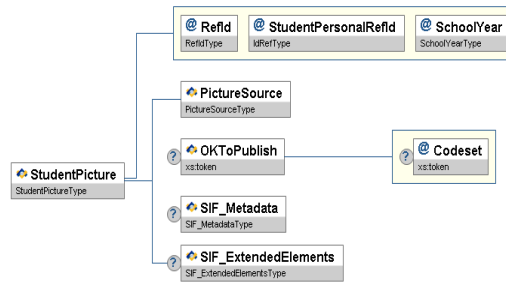 @ RefId @ StudentPersonalRefId @ SchoolYear
RefIdType IdRefType SchoolYearType
PictureSource
PictureSourceType
? OKToPublish ? @ Codeset
xs:token xs:token
StudentPicture
StudentPictureType
? SIF_Metadata
SIF_MetadataType
? SIF_ExtendedElements
SIF_ExtendedElementsType